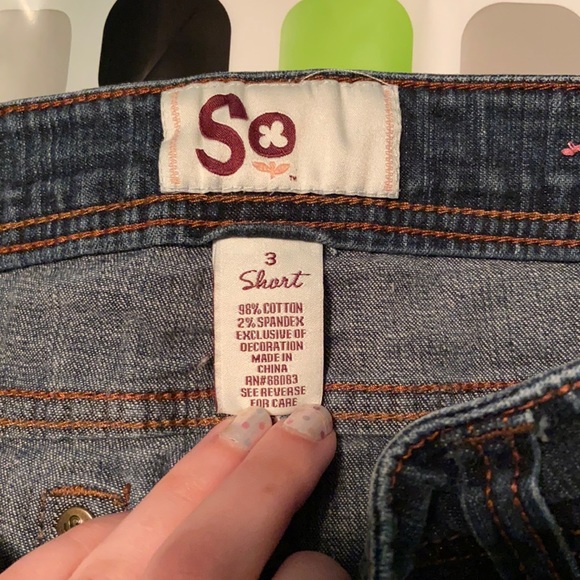 So
™
3
Short
98% COTTON
2% SPANDEX
EXCLUSIVE OF
DECORATION
MADE IN
CHINA
RN#88083
SEE REVERSE
FOR CARE